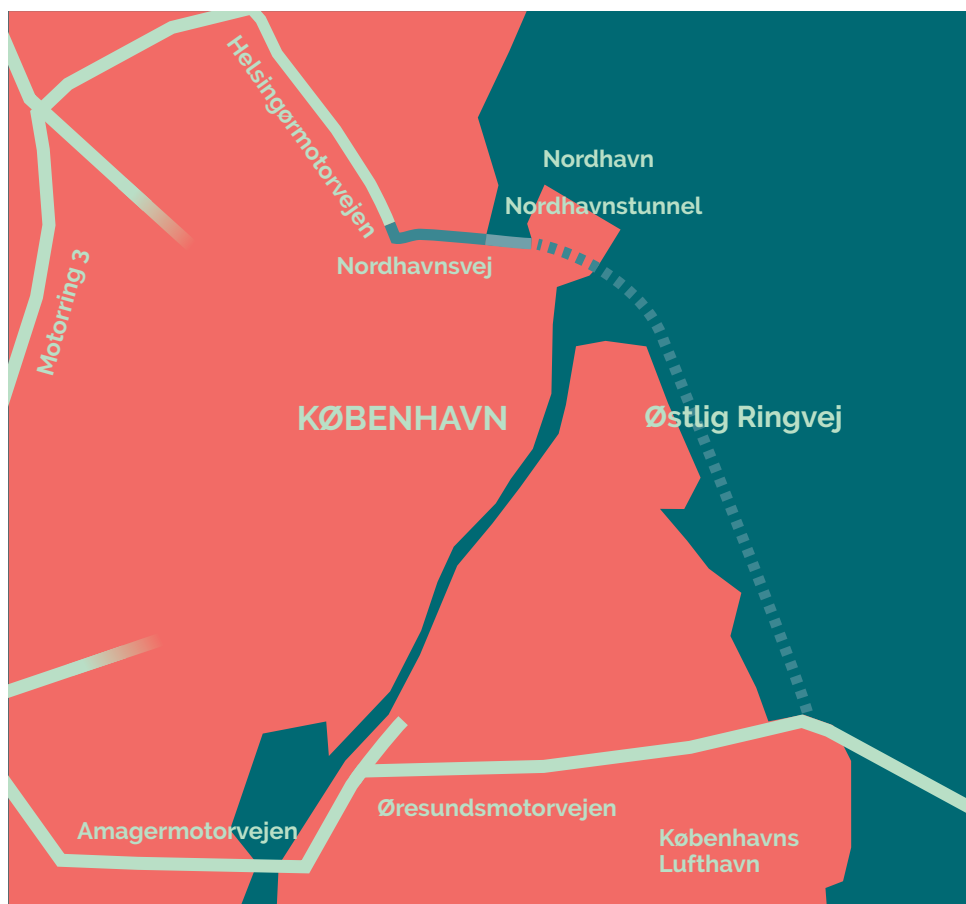 Helsingørmotorvejen
Nordhavn
Nordhavnstunnel
Nordhavnsvej
Motorring 3
KØBENHAVN
Østlig Ringvej
Øresundsmotorvejen
Amagermotorvejen
Københavns
Lufthavn